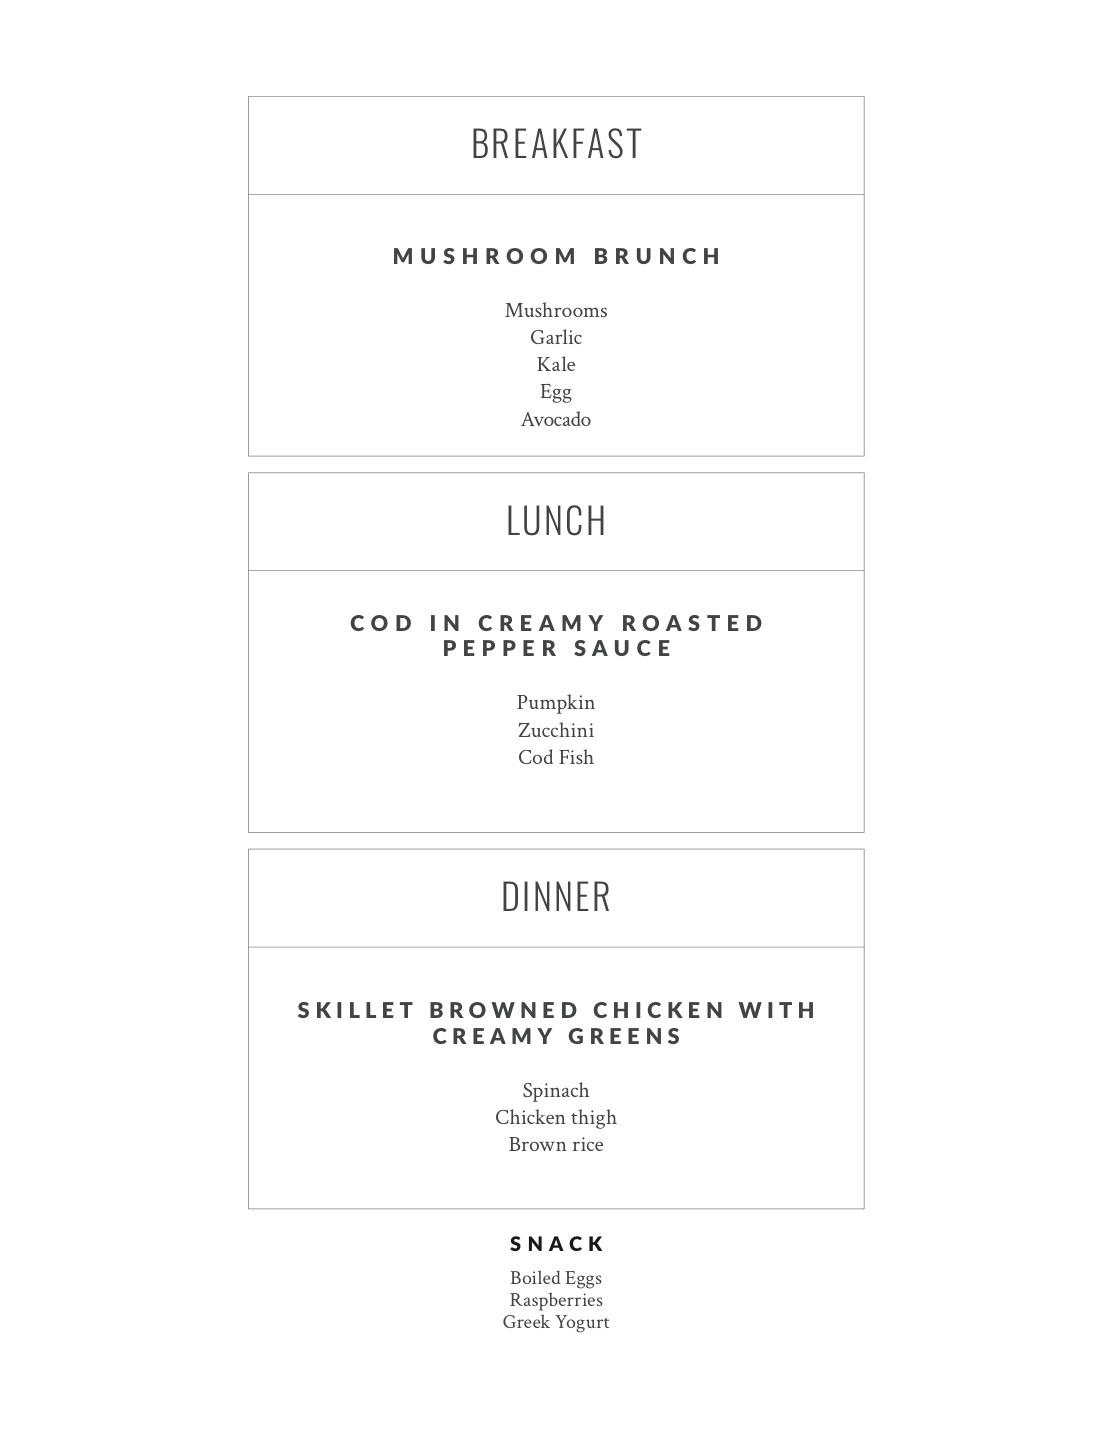 BREAKFAST
MUSHROOM BRUNCH
Mushrooms
Garlic
Kale
Egg
Avocado
LUNCH
COD IN CREAMY ROASTED
PEPPER SAUCE
Pumpkin
Zucchini
Cod Fish
DINNER
SKILLET BROWNED CHICKEN WITH
CREAMY GREENS
Spinach
Chicken thigh
Brown rice
SNACK
Boiled Eggs
Raspberries
Greek Yogurt